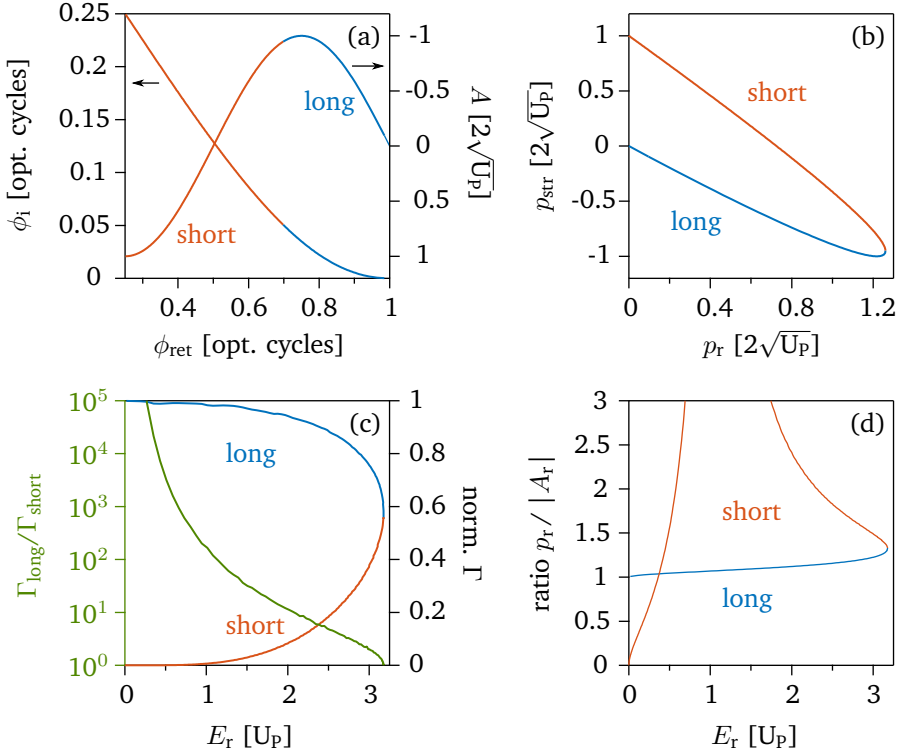 (a)
0.25
0.2
0.15
0.1
0.05
0
ϕi [opt. cycles]
-1
-0.5
0
0.5
1
A [2√UP]
long
short
0.4 0.6 0.8 1
ϕret [opt. cycles]
(b)
1
0.5
0
-0.5
-1
pstr [2√UP]
short
long
0 0.4 0.8 1.2
pr [2√UP]
(c)
10^5
10^4
10^3
10^2
10^1
10^0
Γlong/Γshort
1
0.8
0.6
0.4
0.2
0
norm. Γ
long
short
0 1 2 3
Er [UP]
(d)
3
2.5
2
1.5
1
0.5
0
ratio pr/|Ar|
short
long
0 1 2 3
Er [UP]